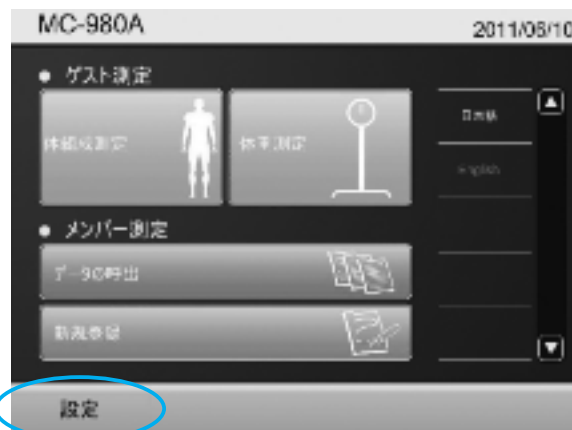 MC-980A
2011/06/10
● ゲスト測定
体組成測定
体重測定
日本語
English
● メンバー測定
データの呼出
新規登録
設定